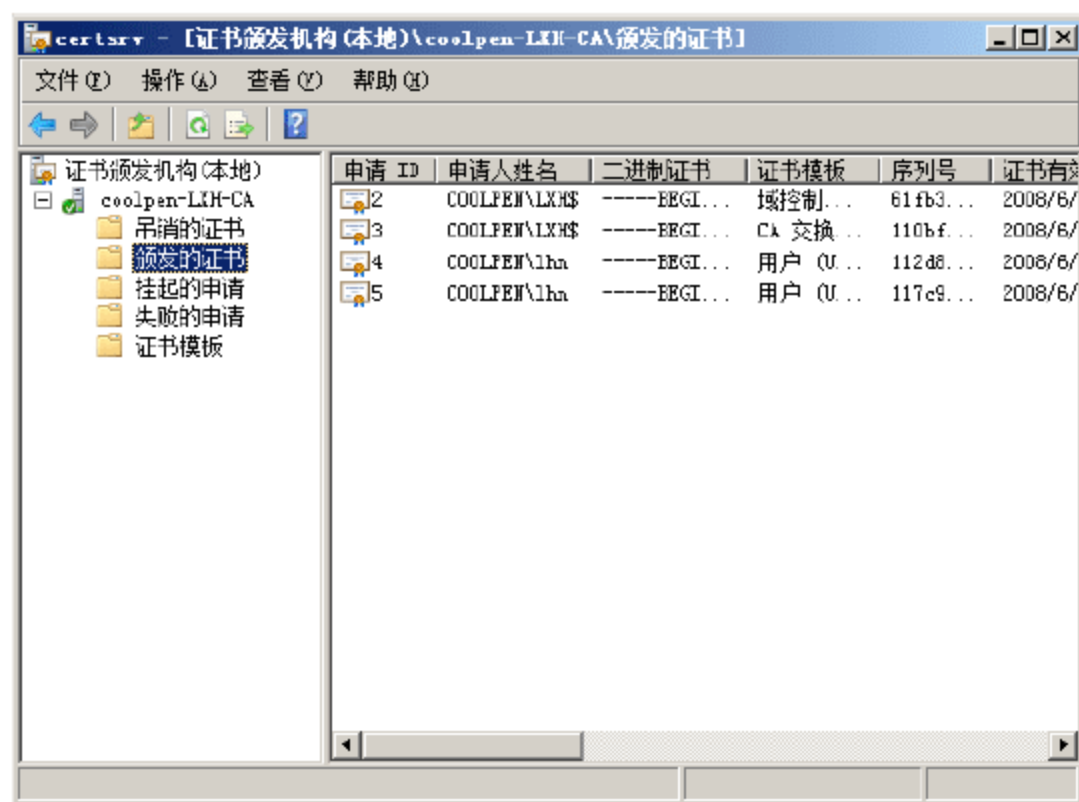 certsrv - [证书颁发机构(本地)\coolpen-LXH-CA\颁发的证书]
文件(F) 操作(A) 查看(V) 帮助(H)
证书颁发机构(本地)
coolpen-LXH-CA
吊销的证书
颁发的证书
挂起的申请
失败的申请
证书模板
申请 ID 申请人姓名 二进制证书 证书模板 序列号 证书有效
2 COOLPEN\LXH$ -----BEGI... 域控制... 61fb3... 2008/6/
3 COOLPEN\LXH$ -----BEGI... CA 交换... 110bf... 2008/6/
4 COOLPEN\lhn -----BEGI... 用户 (U... 112d8... 2008/6/
5 COOLPEN\lhn -----BEGI... 用户 (U... 117c9... 2008/6/